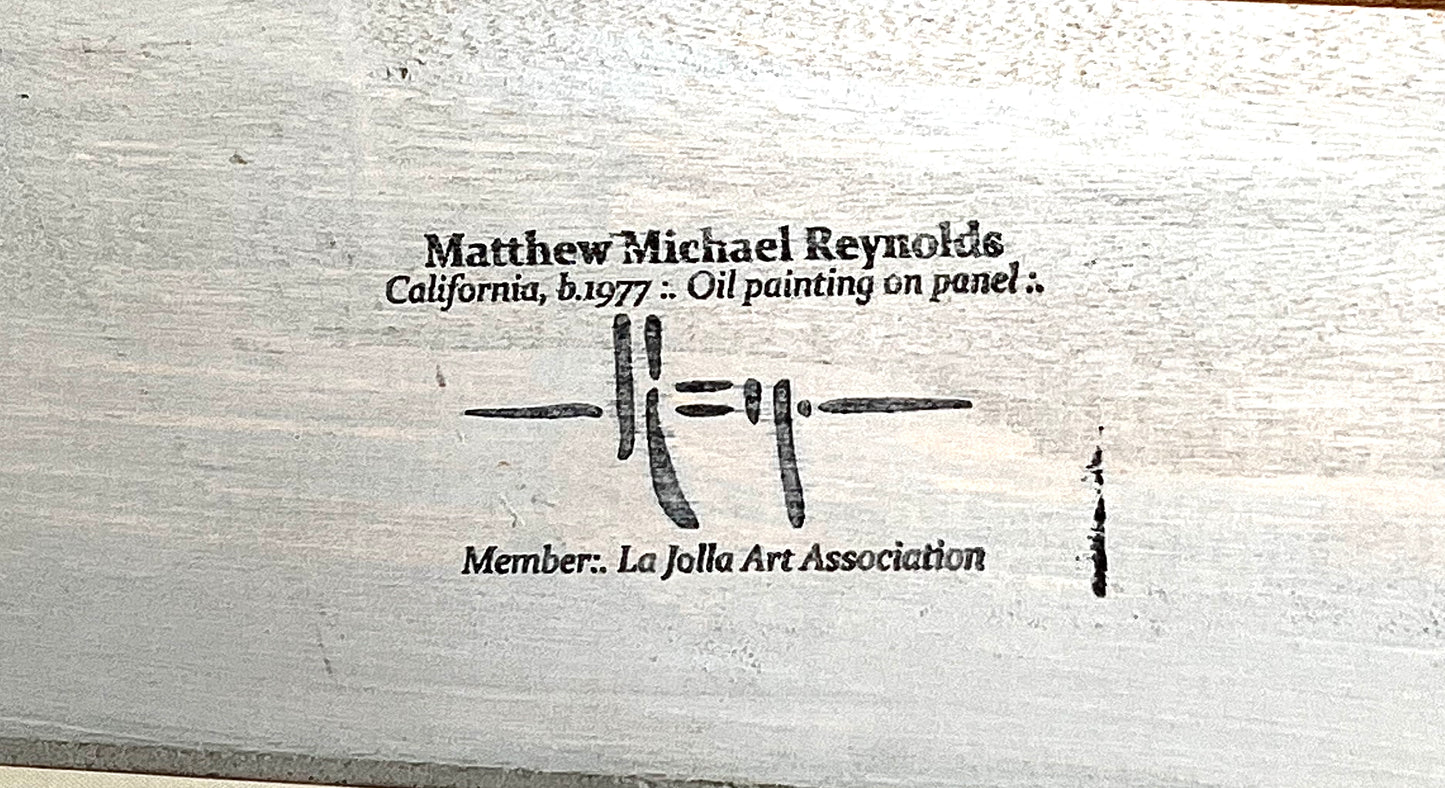 Matthew Michael Reynolds
California, b.1977 :. Oil painting on panel :.
Member:. La Jolla Art Association